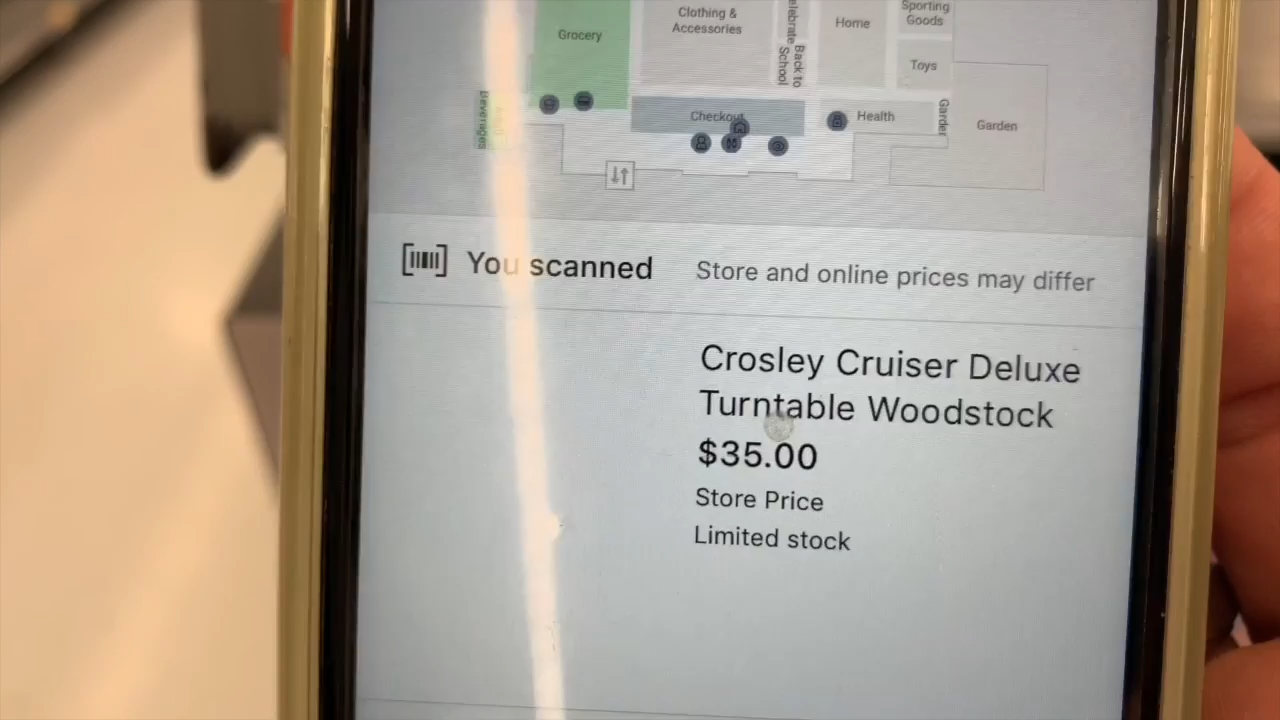 Clothing &
Accessories
Grocery
Back to
School
Home
Sporting
Goods
Toys
Beverages
Checkout
Health
Garden
Garden
You scanned
Store and online prices may differ
Crosley Cruiser Deluxe
Turntable Woodstock
$35.00
Store Price
Limited stock